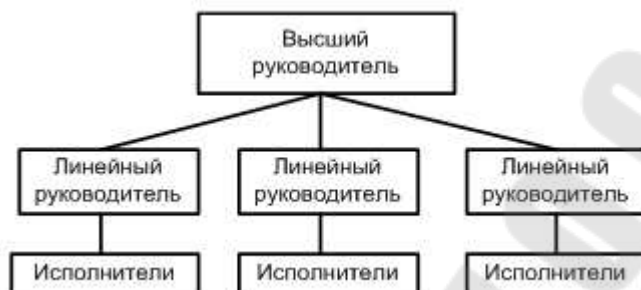 Высший
руководитель
Линейный
руководитель
Линейный
руководитель
Линейный
руководитель
Исполнители
Исполнители
Исполнители